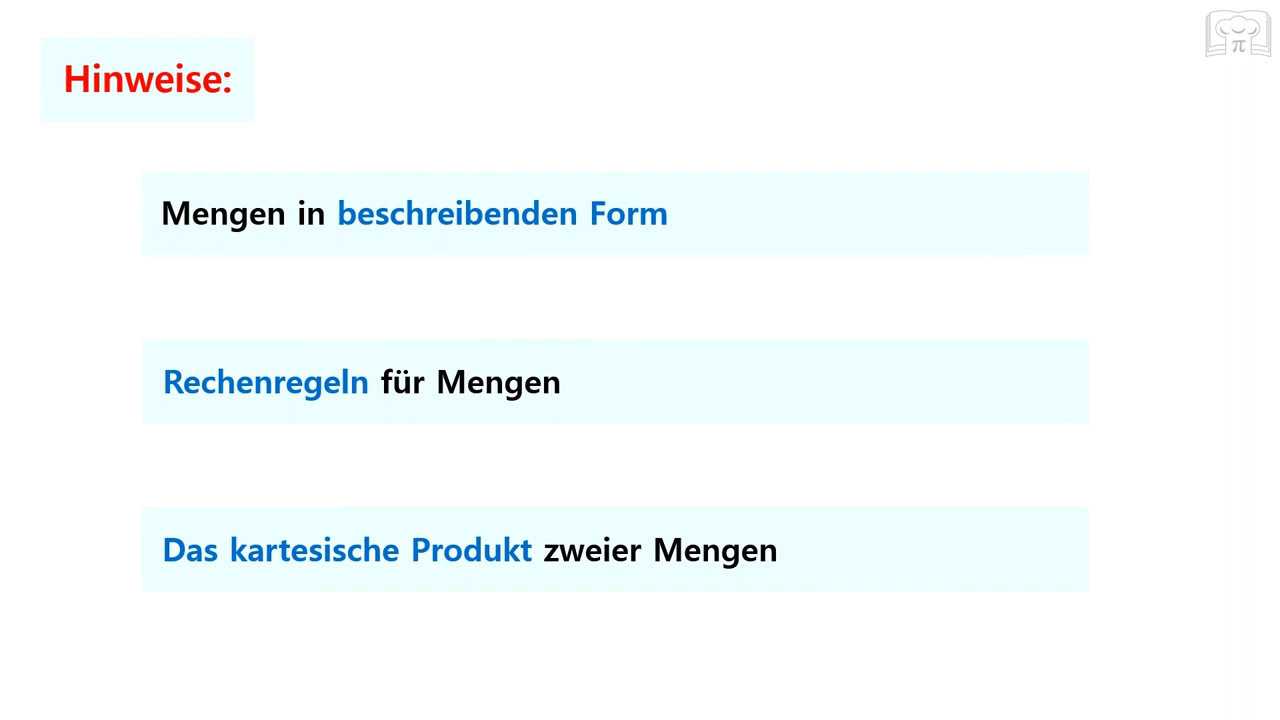 Hinweise:
Mengen in beschreibenden Form
Rechenregeln für Mengen
Das kartesische Produkt zweier Mengen
π